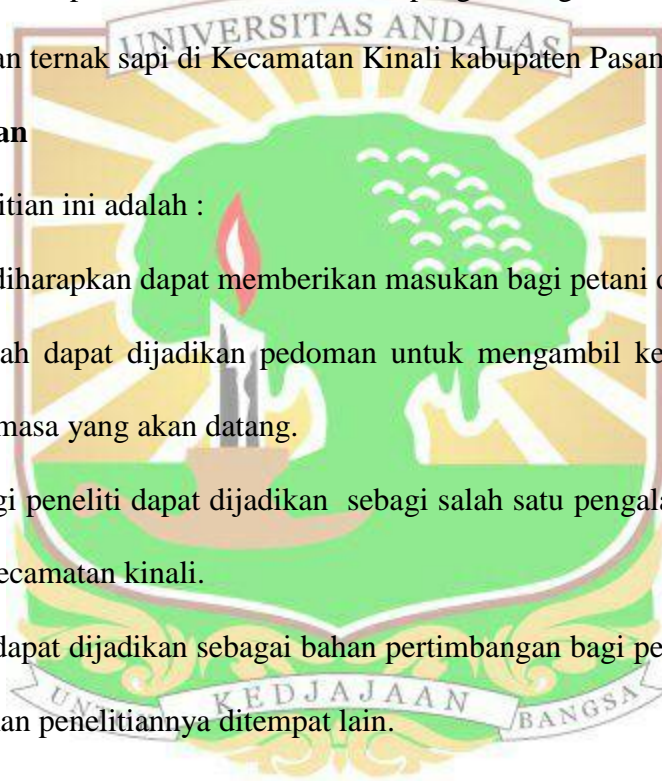 UNIVERSITAS ANDALAS
an ternak sapi di Kecamatan Kinali kabupaten Pasam
an
itian ini adalah :
diharapkan dapat memberikan masukan bagi petani d
ah dapat dijadikan pedoman untuk mengambil ke
masa yang akan datang.
gi peneliti dapat dijadikan sebagi salah satu pengala
ecamatan kinali.
dapat dijadikan sebagai bahan pertimbangan bagi pe
UNTUK KEDJAJAAN BANGSA
an penelitiannya ditempat lain.